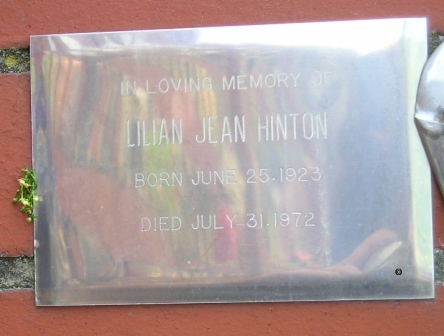 IN LOVING MEMORY OF
LILIAN JEAN HINTON
BORN JUNE 25.1923
DIED JULY 31.1972